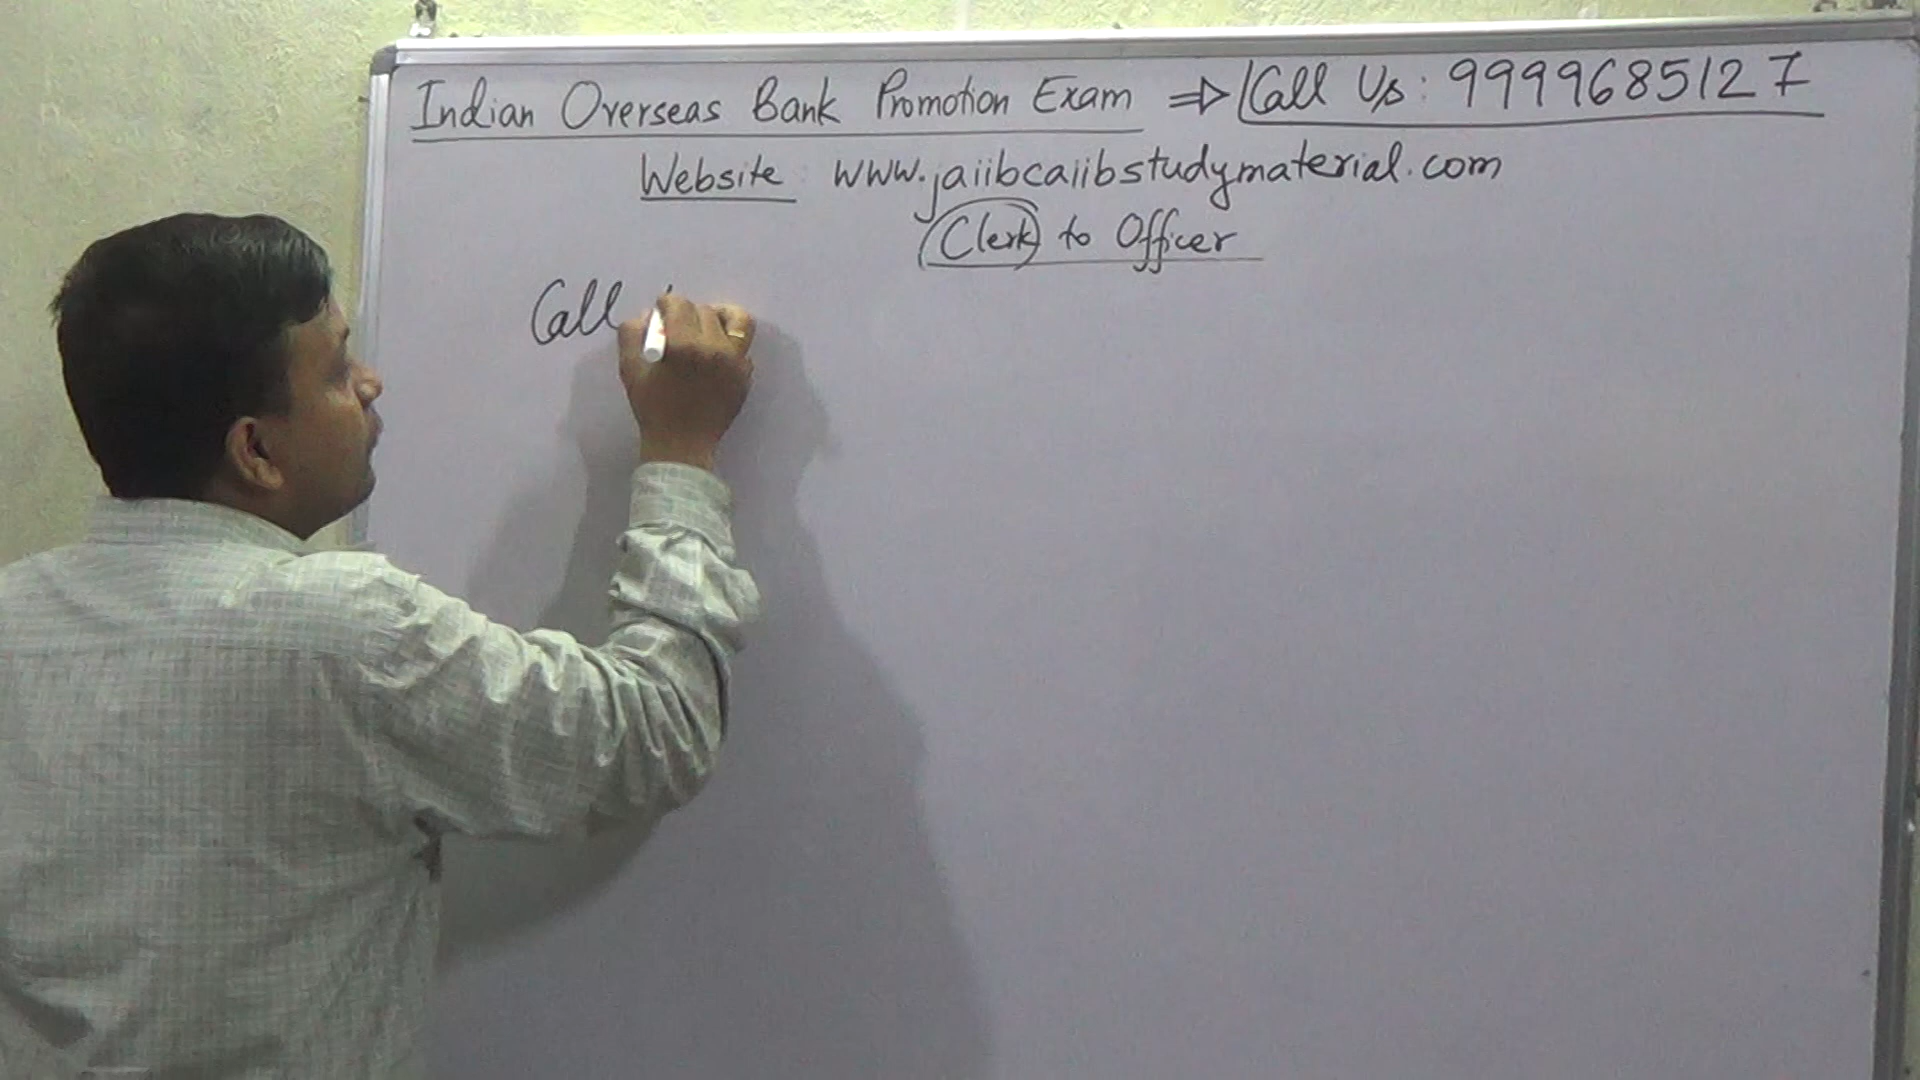 Indian Overseas Bank Promotion Exam ⇒ Call Us: 9999685127
Website : www.jaiibcaiibstudymaterial.com
Clerk to Officer
Call